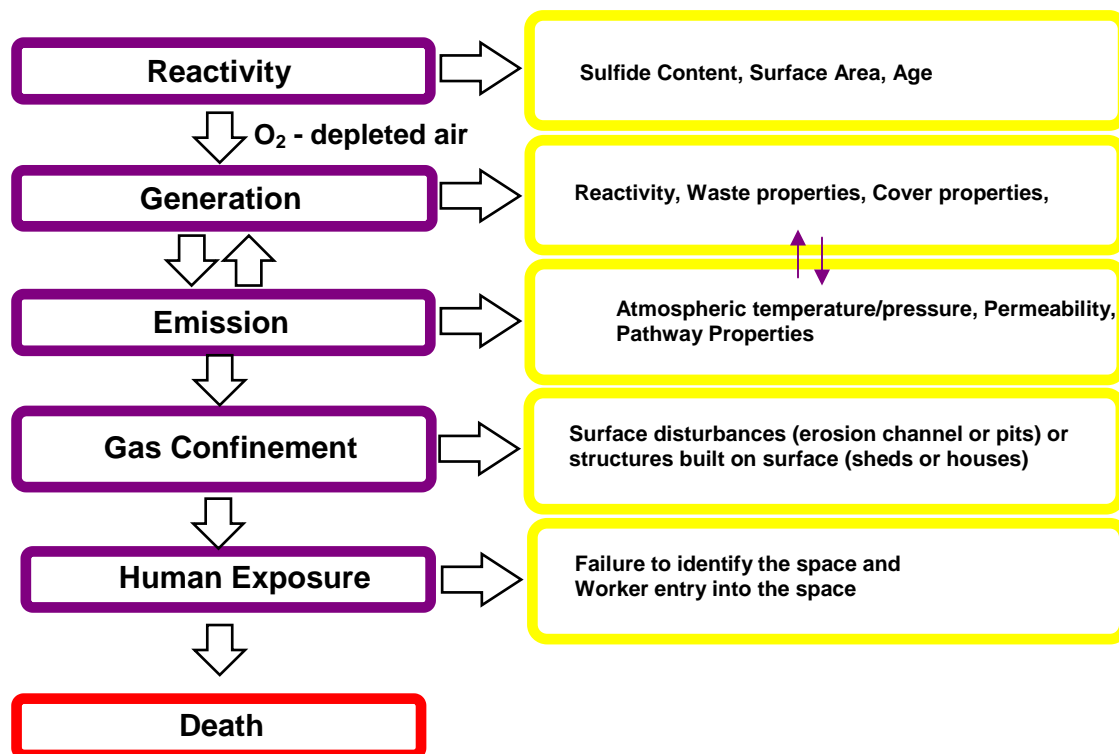 Reactivity
Sulfide Content, Surface Area, Age
O₂ - depleted air
Generation
Reactivity, Waste properties, Cover properties,
Emission
Atmospheric temperature/pressure, Permeability,
Pathway Properties
Gas Confinement
Surface disturbances (erosion channel or pits) or
structures built on surface (sheds or houses)
Human Exposure
Failure to identify the space and
Worker entry into the space
Death